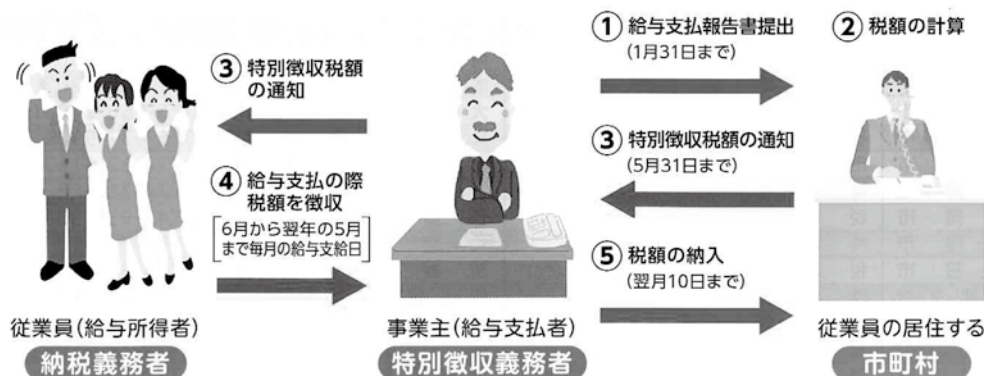 ① 給与支払報告書提出
(1月31日まで)
② 税額の計算
③ 特別徴収税額
の通知
③ 特別徴収税額の通知
(5月31日まで)
④ 給与支払の際
税額を徴収
6月から翌年の5月
まで毎月の給与支給日
⑤ 税額の納入
(翌月10日まで)
従業員(給与所得者)
納税義務者
事業主(給与支払者)
特別徴収義務者
従業員の居住する
市町村